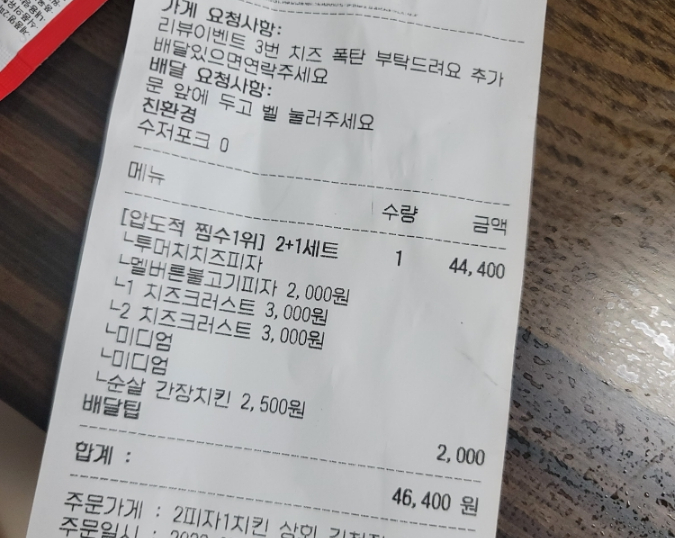 가게 요청사항:
리뷰이벤트 3번 치즈 폭탄 부탁드려요 추가
배달있으면연락주세요
배달 요청사항:
문 앞에 두고 벨 눌러주세요
친환경
수저포크 0
메뉴 수량 금액
[압도적 찜수1위] 2+1세트 1 44,400
└투머치치즈피자
└멜버른불고기피자 2,000원
└1 치즈크러스트 3,000원
└2 치즈크러스트 3,000원
└미디엄
└미디엄
└순살 간장치킨 2,500원
배달팁 2,000
합계 : 46,400 원
주문가게 : 2피자1치킨 상회
주문일시 :